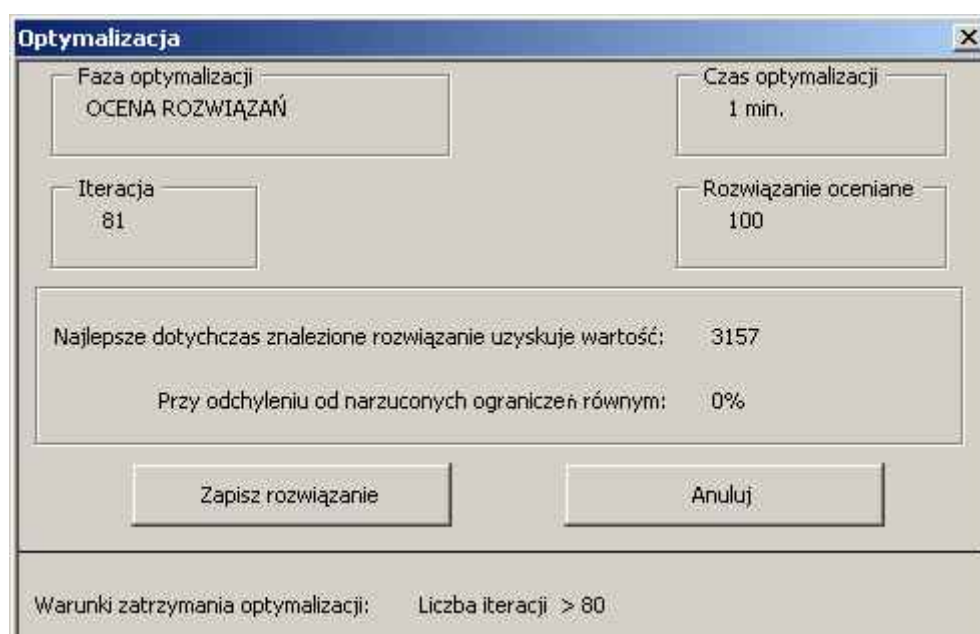 Optymalizacja
Faza optymalizacji
OCENA ROZWIĄZAŃ
Czas optymalizacji
1 min.
Iteracja
81
Rozwiązanie oceniane
100
Najlepsze dotychczas znalezione rozwiązanie uzyskuje wartość: 3157
Przy odchyleniu od narzuconych ograniczeń równym: 0%
Zapisz rozwiązanie
Anuluj
Warunki zatrzymania optymalizacji: Liczba iteracji > 80